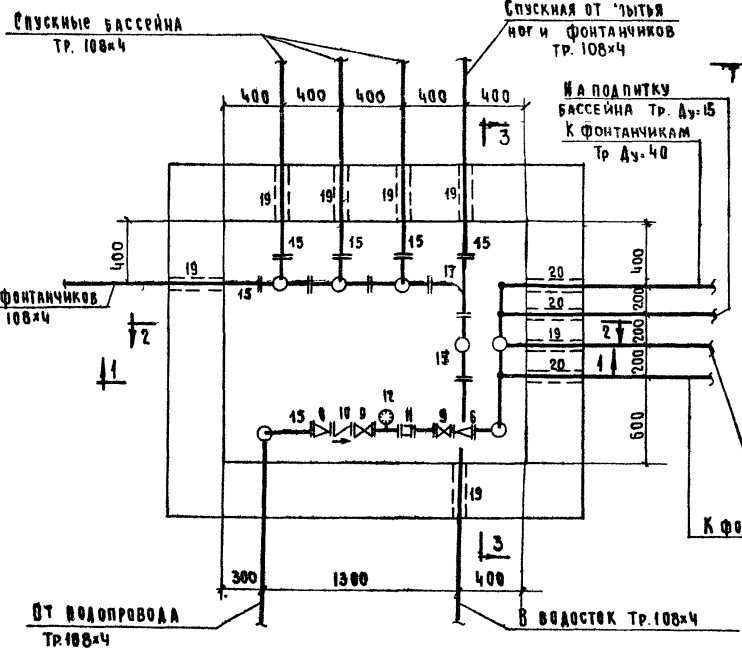 Спускные бассейна
тр. 108×4
Спускная от мытья
ног и фонтанчиков
тр. 108×4
На подпитку
бассейна тр. Ду=15
К фонтанчикам
Тр Ду=40
400 400 400 400 400
3
19 19 19 19
400
15 15 15 15
400
19
17
20
фонтанчиков
108×4
15
20
200
2
19
2
200
1
15
20
1
200
12
15 8 10 9 11 9 6
600
19
К фо
3
300 1300 400
От водопровода
Тр.108×4
В водосток Тр.108×4